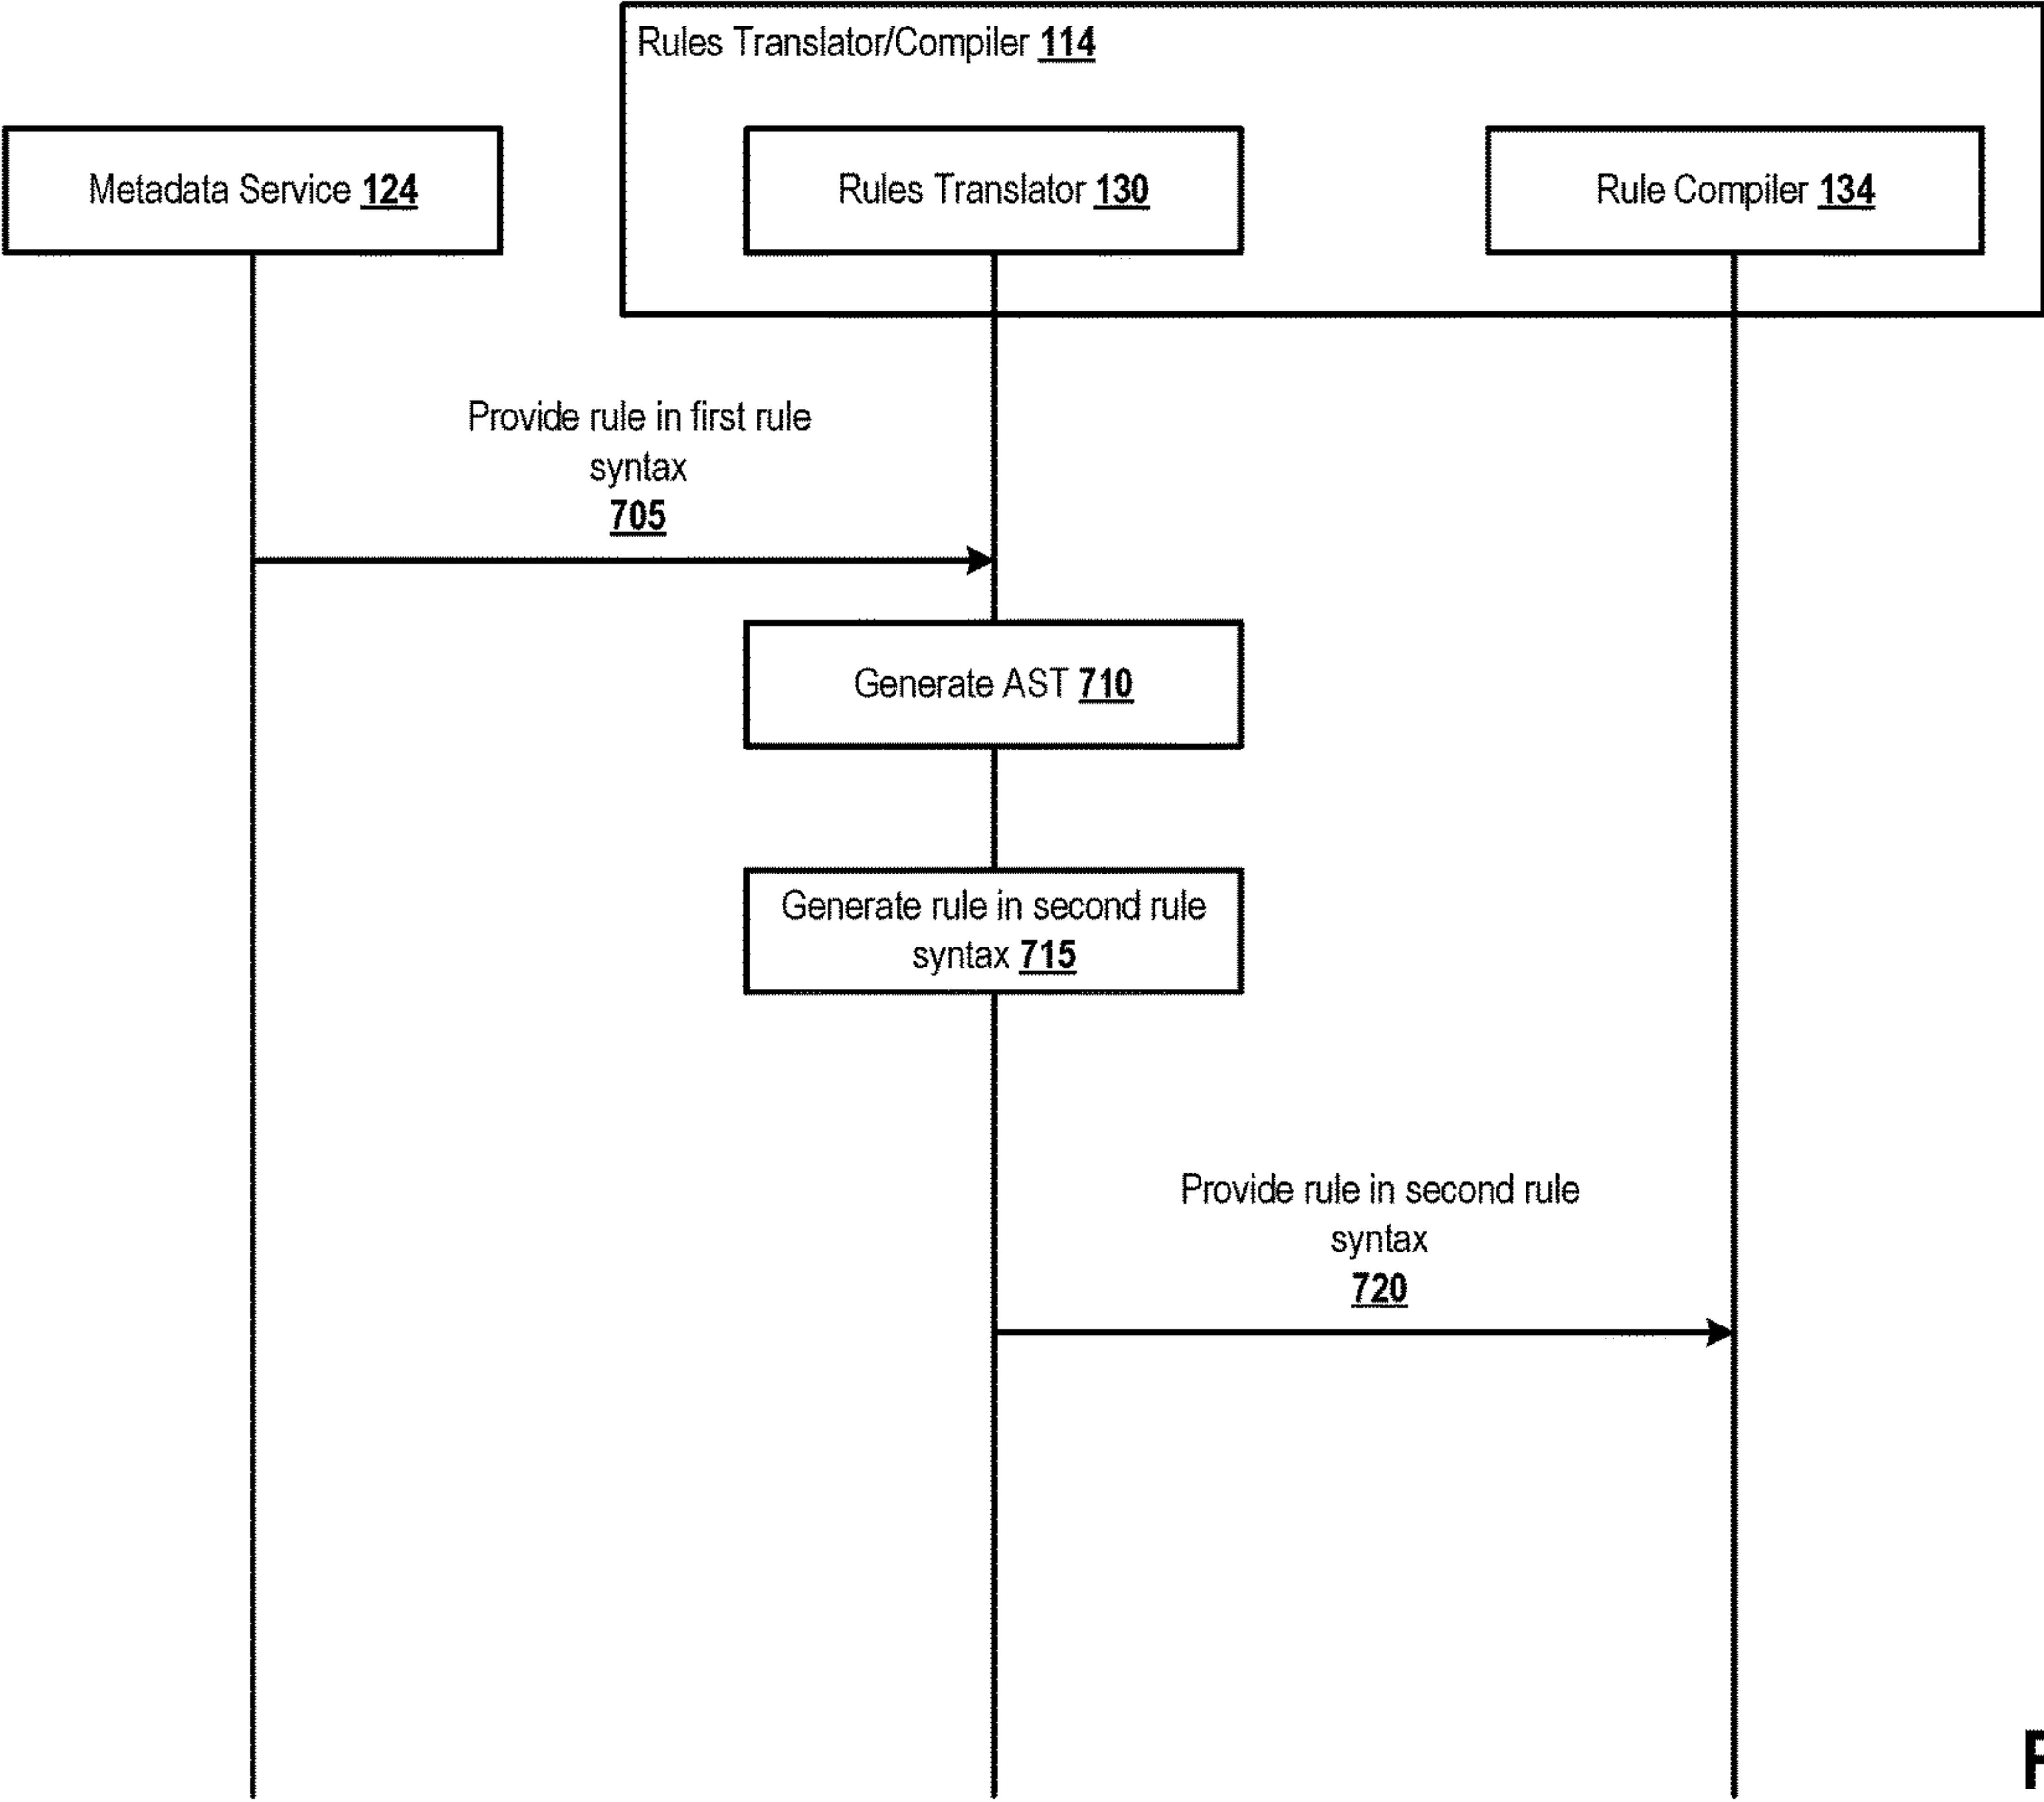 Rules Translator/Compiler 114
Metadata Service 124
Rules Translator 130
Rule Compiler 134
Provide rule in first rule
syntax
705
Generate AST 710
Generate rule in second rule
syntax 715
Provide rule in second rule
syntax
720